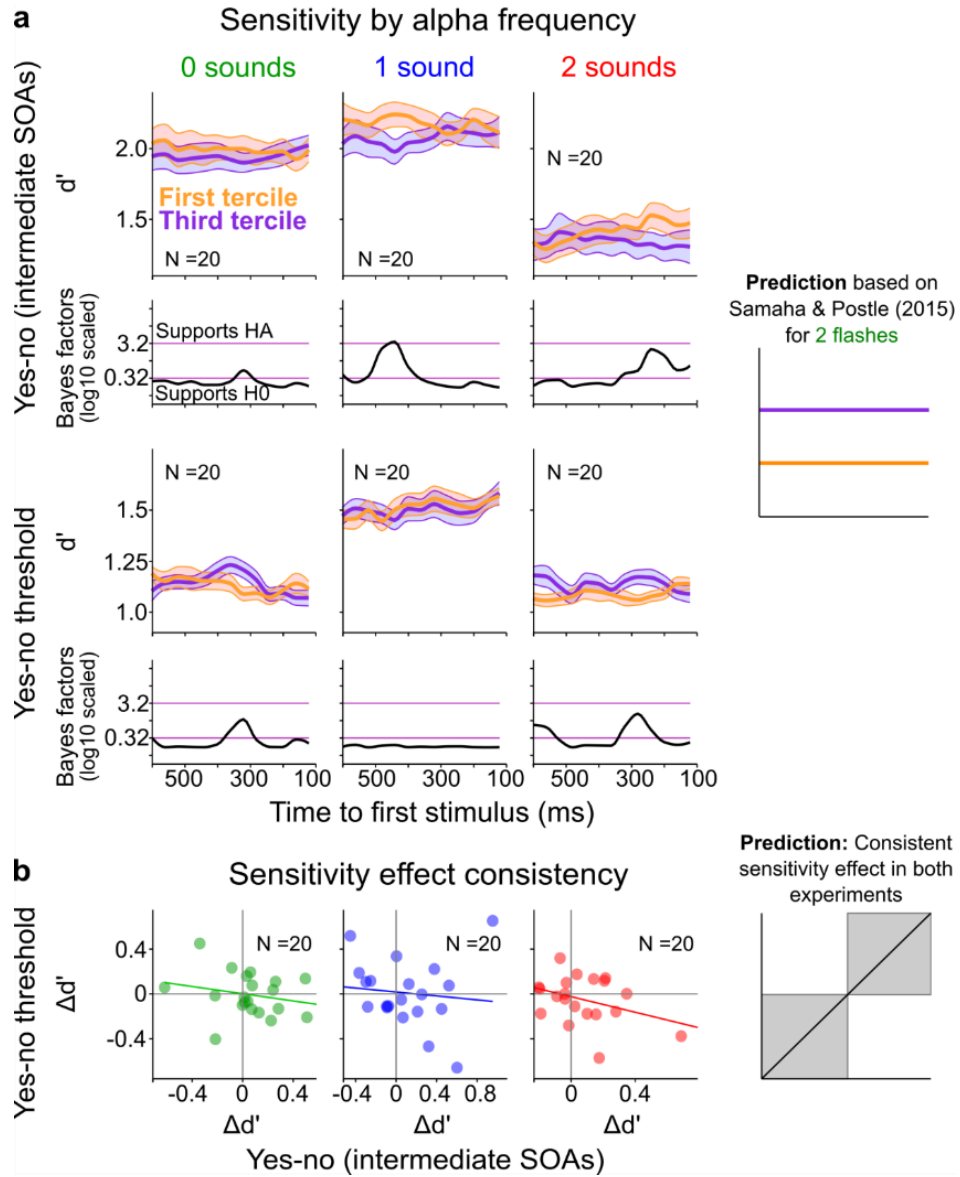 a
Sensitivity by alpha frequency
0 sounds
1 sound
2 sounds
Yes-no (intermediate SOAs)
d'
2.0
1.5
First tercile
Third tercile
N =20
N =20
N =20
Bayes factors
(log10 scaled)
3.2
0.32
Supports HA
Supports H0
Prediction based on
Samaha & Postle (2015)
for 2 flashes
Yes-no threshold
d'
1.5
1.25
1.0
N =20
N =20
N =20
Bayes factors
(log10 scaled)
3.2
0.32
500 300 100
500 300 100
500 300 100
Time to first stimulus (ms)
b
Sensitivity effect consistency
Prediction: Consistent
sensitivity effect in both
experiments
Yes-no threshold
Δd'
0.4
0
-0.4
N =20
N =20
N =20
-0.4 0 0.4
-0.4 0 0.4 0.8
0 0.4
Δd'
Δd'
Δd'
Yes-no (intermediate SOAs)